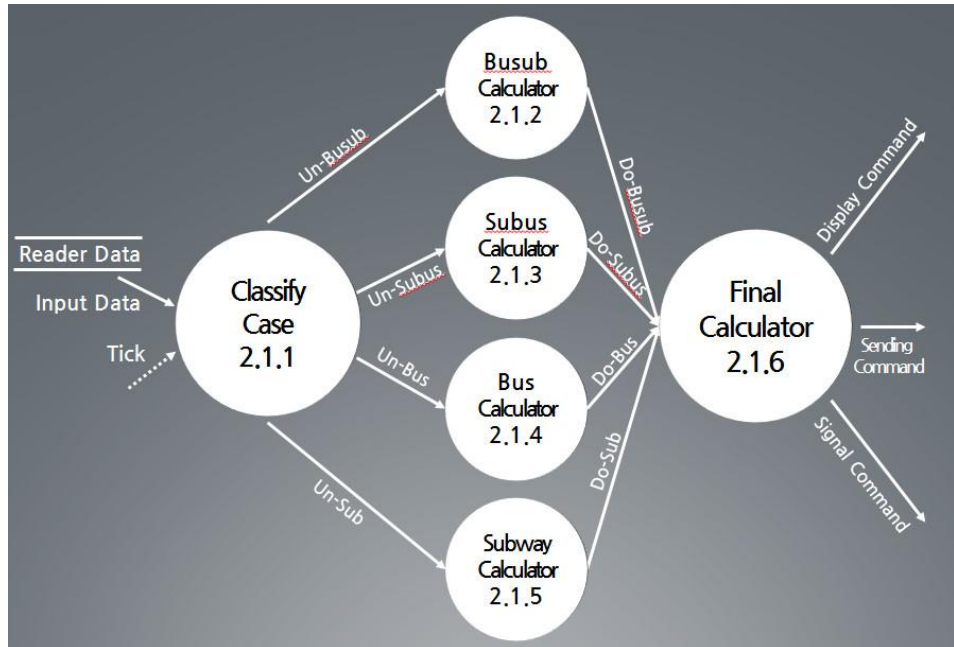 Busub
Calculator
2.1.2
Un-Busub
Do-Busub
Display Command
Reader Data
Input Data
Tick
Classify
Case
2.1.1
Un-Subus
Subus
Calculator
2.1.3
Do-Subus
Final
Calculator
2.1.6
Sending
Command
Un-Bus
Bus
Calculator
2.1.4
Do-Bus
Signal Command
Un-Sub
Subway
Calculator
2.1.5
Do-Sub